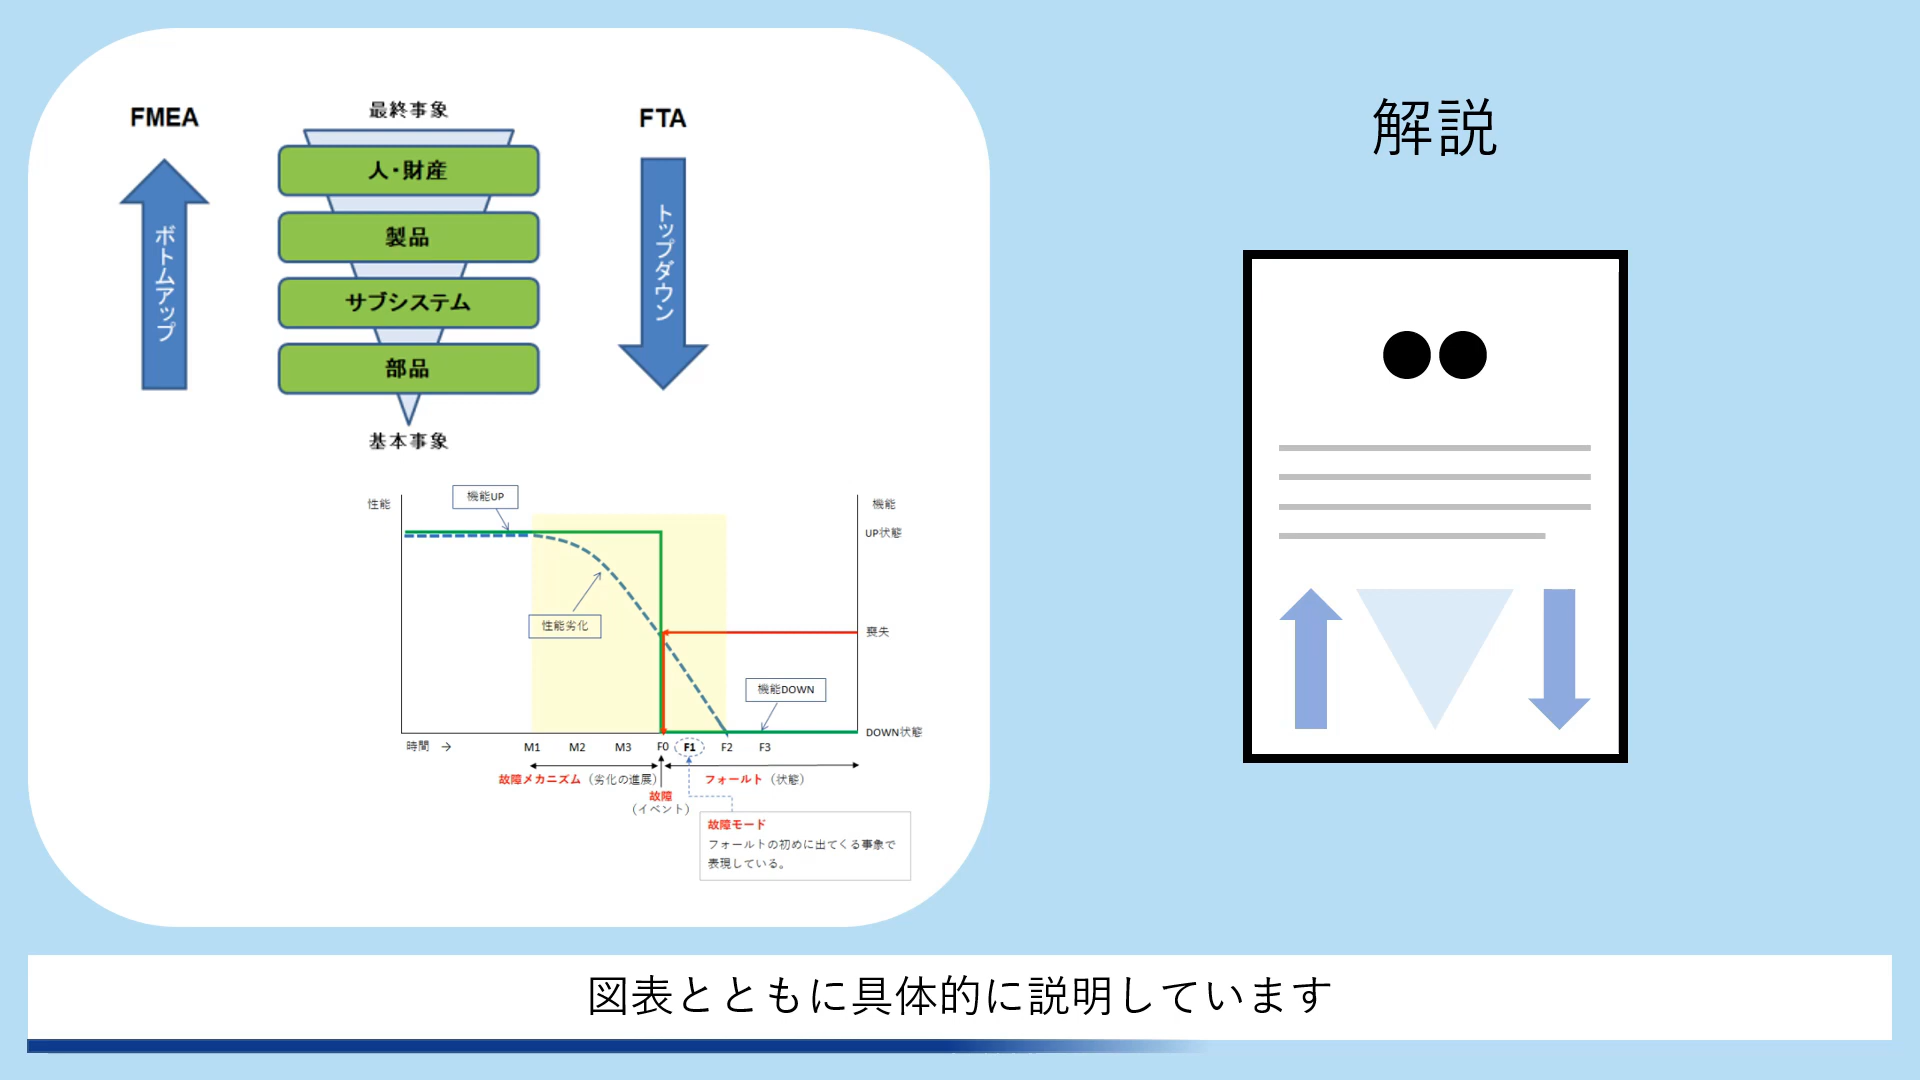 FMEA
最終事象
FTA
人・財産
製品
サブシステム
部品
基本事象
ボトムアップ
トップダウン
解説
性能
機能UP
機能
UP状態
性能劣化
喪失
機能DOWN
DOWN状態
時間 →
M1 M2 M3 F0 F1 F2 F3
故障メカニズム（劣化の進展）
フォールト（状態）
故障
（イベント）
故障モード
フォールトの初めに出てくる事象で
表現している。
図表とともに具体的に説明しています